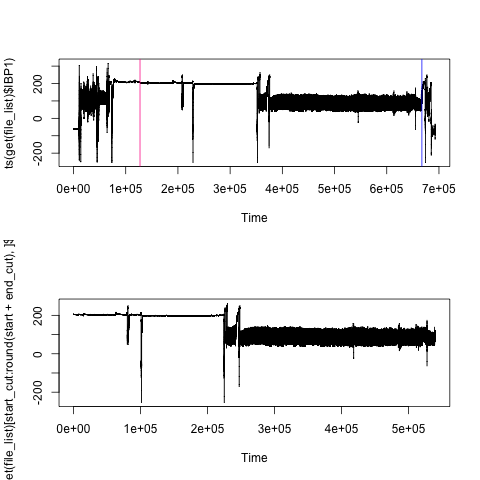 ts(get(file_list)$IBP1)
200
0
-200
0e+00 1e+05 2e+05 3e+05 4e+05 5e+05 6e+05 7e+05
Time
et(file_list)[start_cut:round(start + end_cut), ]$
200
0
-200
0e+00 1e+05 2e+05 3e+05 4e+05 5e+05
Time